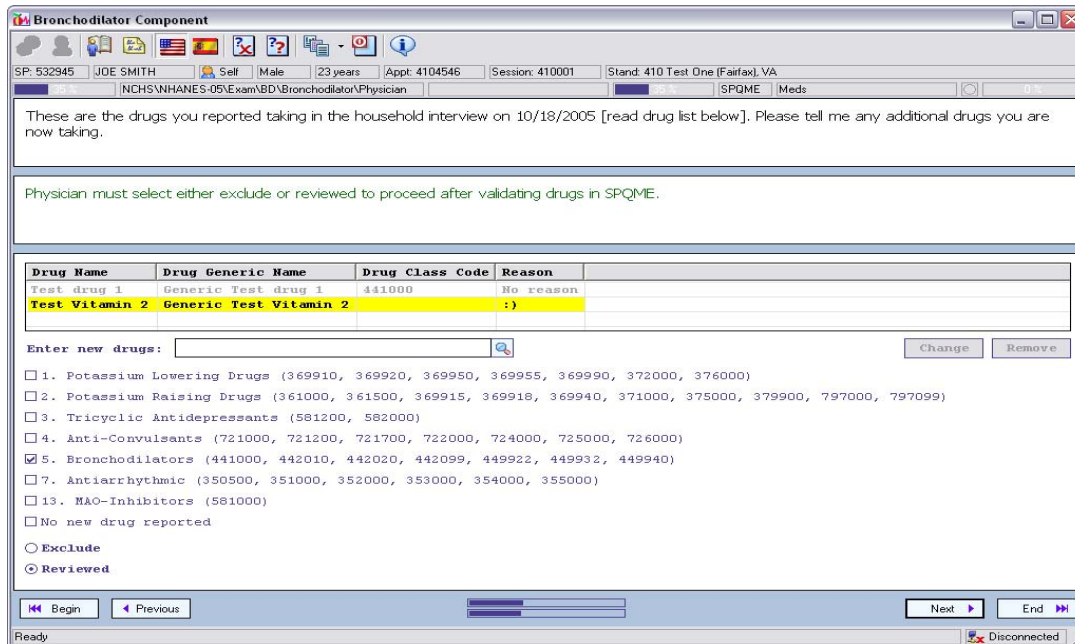 Bronchodilator Component
SP: 532945 JOE SMITH Self Male 23 years Appt: 4104546 Session: 410001 Stand: 410 Test One (Fairfax), VA
35 % NCHS\NHANES-05\Exam\BD\Bronchodilator\Physician 35 % SPQME Meds 0 %
These are the drugs you reported taking in the household interview on 10/18/2005 [read drug list below]. Please tell me any additional drugs you are
now taking.
Physician must select either exclude or reviewed to proceed after validating drugs in SPQME.
Drug Name Drug Generic Name Drug Class Code Reason
Test drug 1 Generic Test drug 1 441000 No reason
Test Vitamin 2 Generic Test Vitamin 2 :)
Enter new drugs: Change Remove
1. Potassium Lowering Drugs (369910, 369920, 369950, 369955, 369990, 372000, 376000)
2. Potassium Raising Drugs (361000, 361500, 369915, 369918, 369940, 371000, 375000, 379900, 797000, 797099)
3. Tricyclic Antidepressants (581200, 582000)
4. Anti-Convulsants (721000, 721200, 721700, 722000, 724000, 725000, 726000)
5. Bronchodilators (441000, 442010, 442020, 442099, 449922, 449932, 449940)
7. Antiarrhythmic (350500, 351000, 352000, 353000, 354000, 355000)
13. MAO-Inhibitors (581000)
No new drug reported
Exclude
Reviewed
Begin Previous Next End
Ready Disconnected